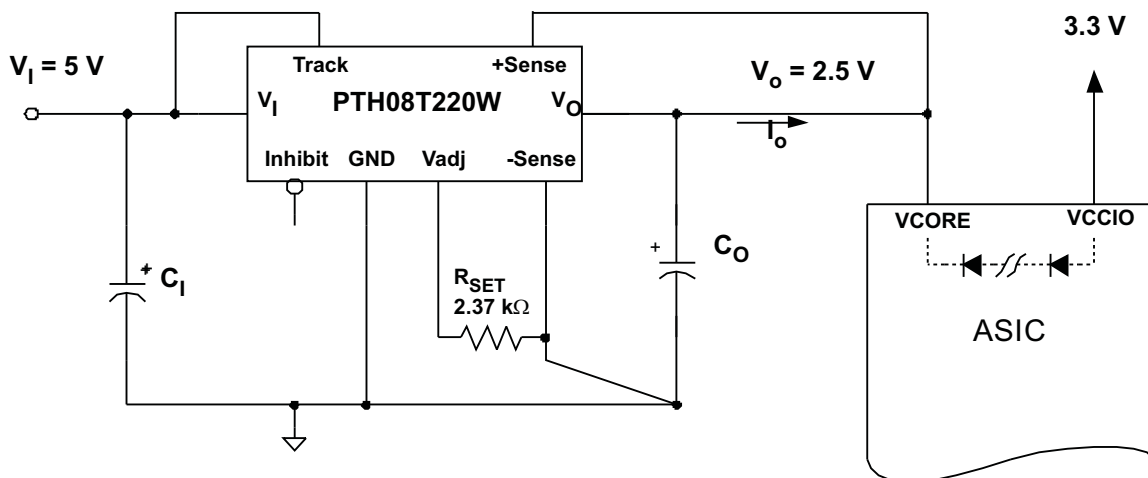 3.3 V
V_I = 5 V
Track
+Sense
V_o = 2.5 V
V_I
PTH08T220W
V_O
I_o
Inhibit
GND
Vadj
-Sense
VCORE
VCCIO
+
C_I
+
C_O
R_SET
2.37 kΩ
ASIC